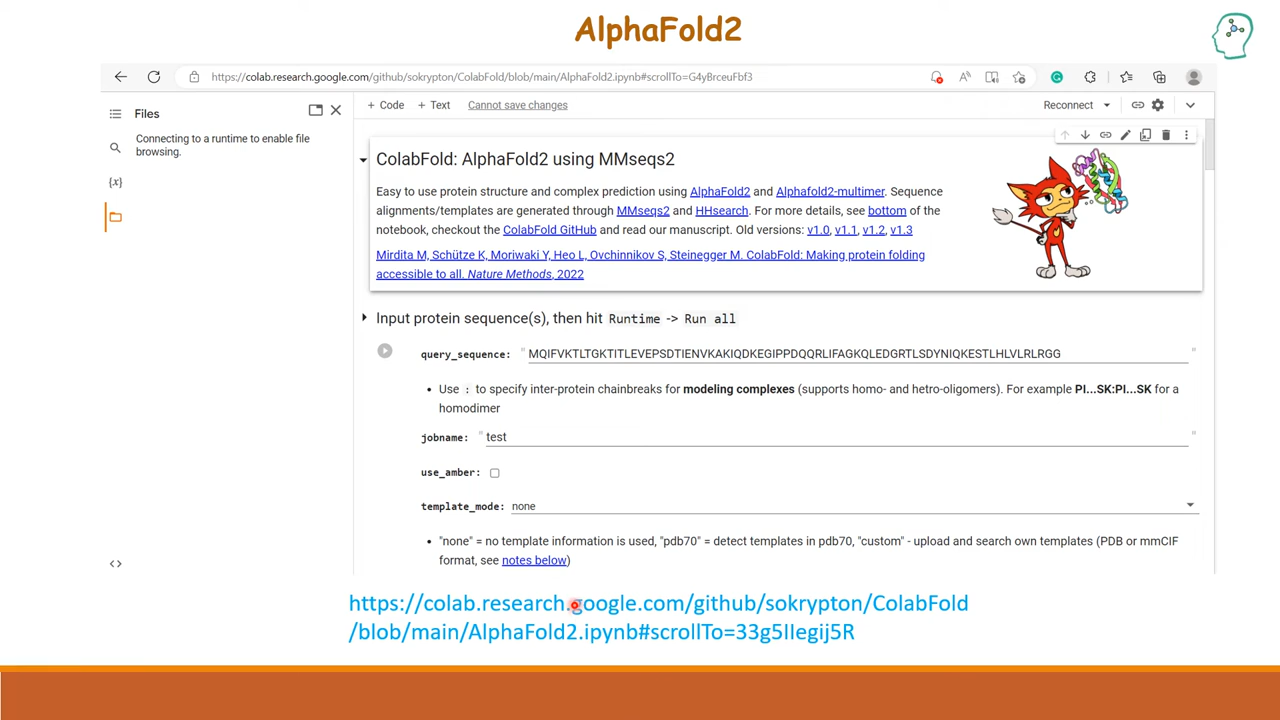 AlphaFold2
https://colab.research.google.com/github/sokrypton/ColabFold/blob/main/AlphaFold2.ipynb#scrollTo=G4yBrceuFbf3
Files
+ Code + Text Cannot save changes
Reconnect
Connecting to a runtime to enable file
browsing.
{x}
ColabFold: AlphaFold2 using MMseqs2
Easy to use protein structure and complex prediction using AlphaFold2 and Alphafold2-multimer. Sequence
alignments/templates are generated through MMseqs2 and HHsearch. For more details, see bottom of the
notebook, checkout the ColabFold GitHub and read our manuscript. Old versions: v1.0, v1.1, v1.2, v1.3
Mirdita M, Schütze K, Moriwaki Y, Heo L, Ovchinnikov S, Steinegger M. ColabFold: Making protein folding
accessible to all. Nature Methods, 2022
Input protein sequence(s), then hit Runtime -> Run all
query_sequence: " MQIFVKTLTGKTITLEVEPSDTIENVKAKIQDKEGIPPDQQRLIFAGKQLEDGRTLSDYNIQKESTLHLVLRLRGG "
• Use : to specify inter-protein chainbreaks for modeling complexes (supports homo- and hetro-oligomers). For example PI...SK:PI...SK for a
homodimer
jobname: " test "
use_amber:
template_mode: none
• "none" = no template information is used, "pdb70" = detect templates in pdb70, "custom" - upload and search own templates (PDB or mmCIF
format, see notes below)
https://colab.research.google.com/github/sokrypton/ColabFold
/blob/main/AlphaFold2.ipynb#scrollTo=33g5IIegij5R